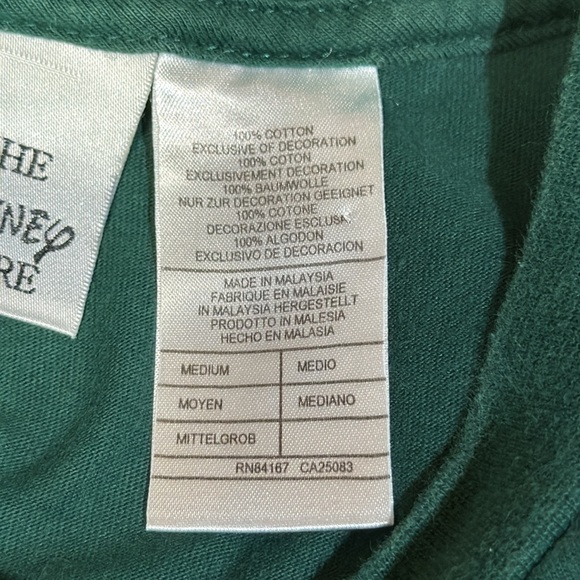 HE
NEY
RE
100% COTTON
EXCLUSIVE OF DECORATION
100% COTON
EXCLUSIVEMENT DECORATION
100% BAUMWOLLE
NUR ZUR DECORATION GEEIGNET
100% COTONE
DECORAZIONE ESCLUSA
100% ALGODON
EXCLUSIVO DE DECORACION
MADE IN MALAYSIA
FABRIQUE EN MALAISIE
IN MALAYSIA HERGESTELLT
PRODOTTO IN MALESIA
HECHO EN MALASIA
MEDIUM MEDIO
MOYEN MEDIANO
MITTELGROB
RN84167 CA25083